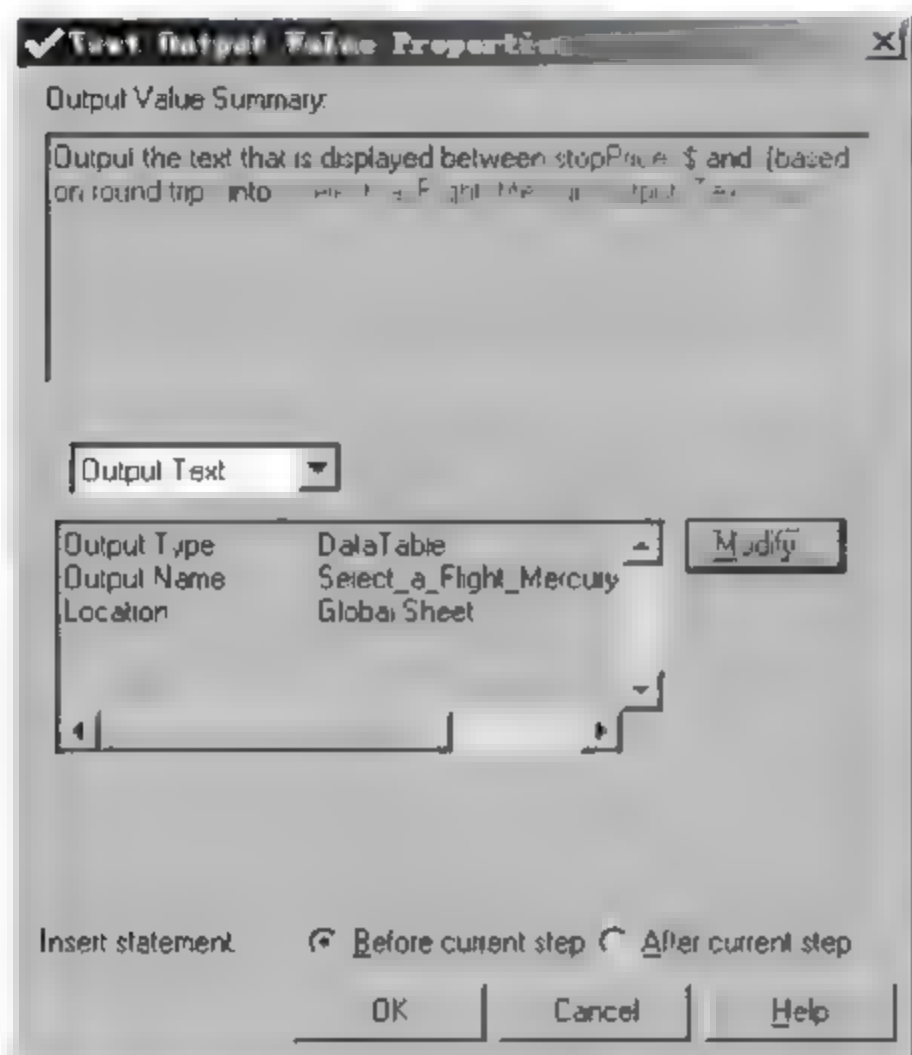 Text Output Value Properties
Output Value Summary:
Output the text that is displayed between stopPrice: $ and (based
on round trip into
Output Text
Output Type DataTable
Output Name Select_a_Flight_Mercury
Location Global Sheet
Modify...
Insert statement Before current step After current step
OK Cancel Help